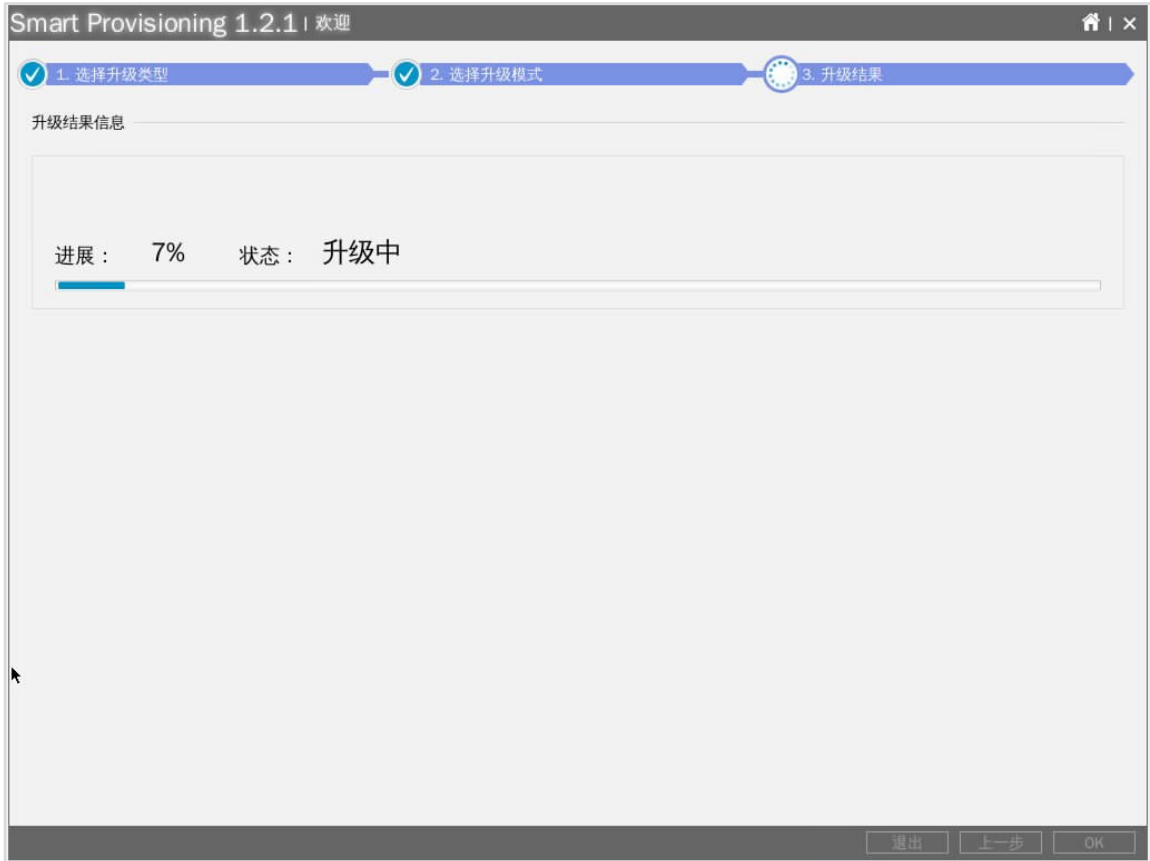 Smart Provisioning 1.2.1 | 欢迎
1. 选择升级类型
2. 选择升级模式
3. 升级结果
升级结果信息
进展： 7% 状态： 升级中
退出 上一步 OK